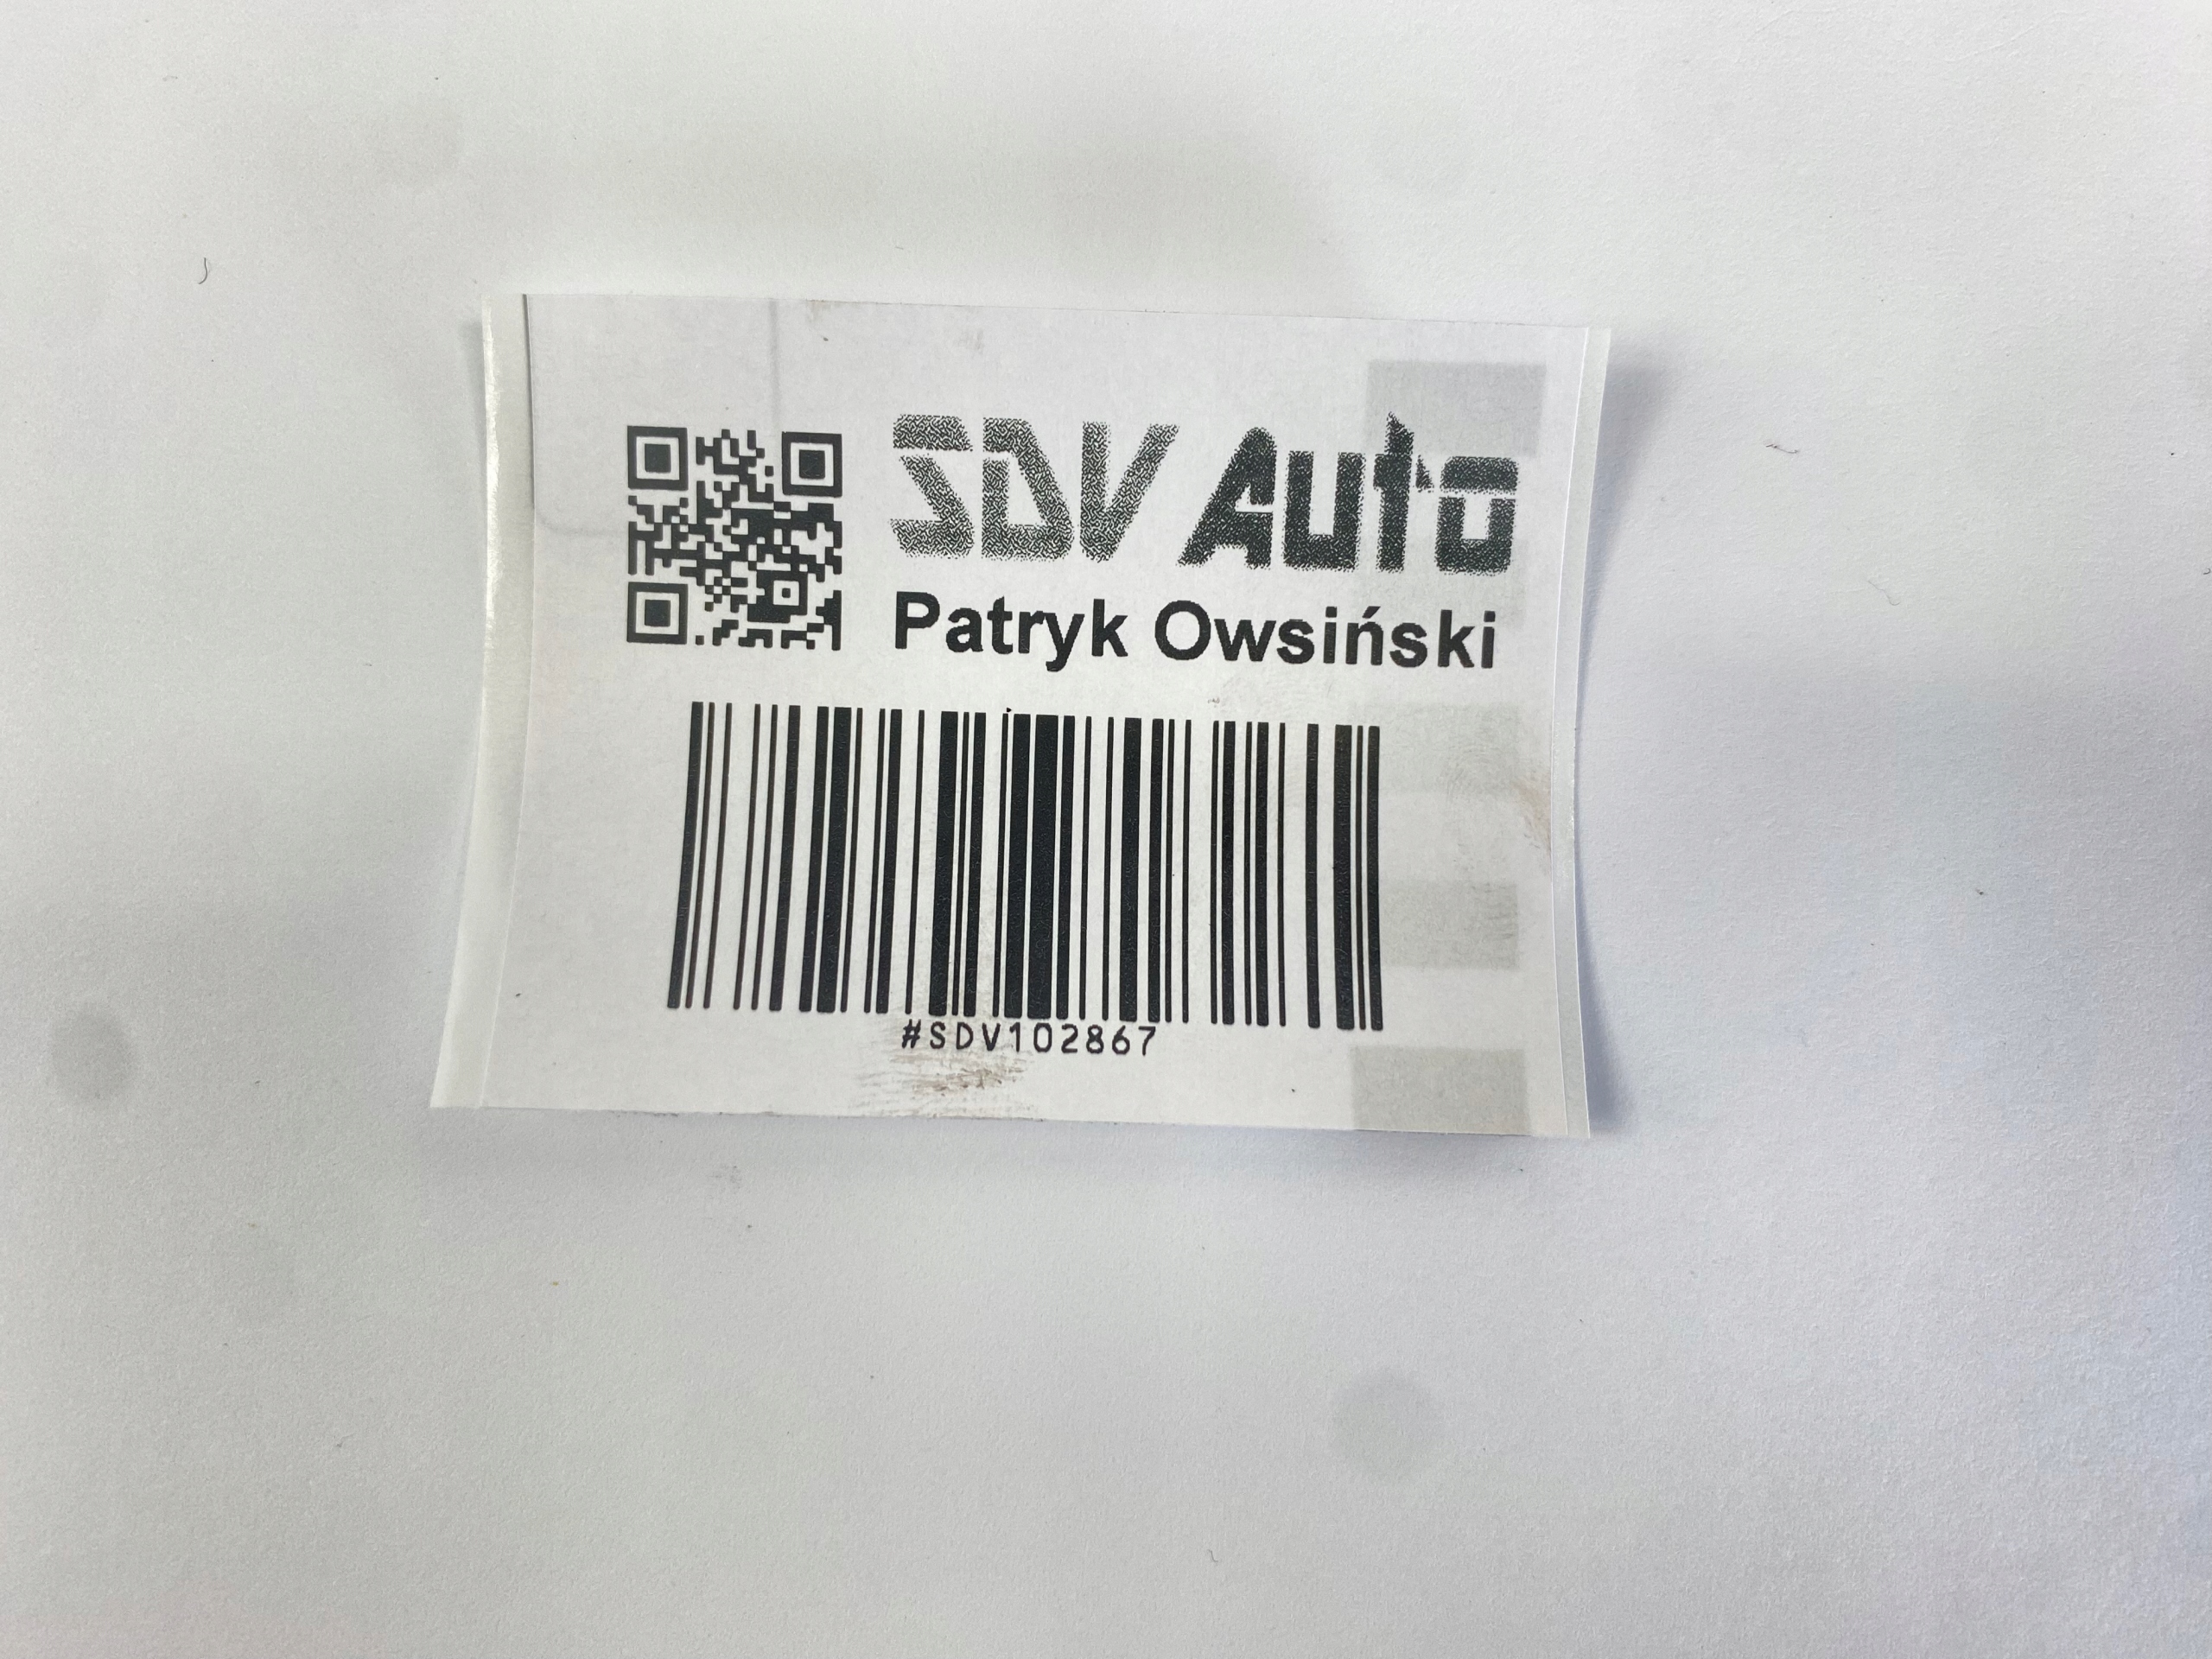 SDV Auto
Patryk Owsiński
#SDV102867